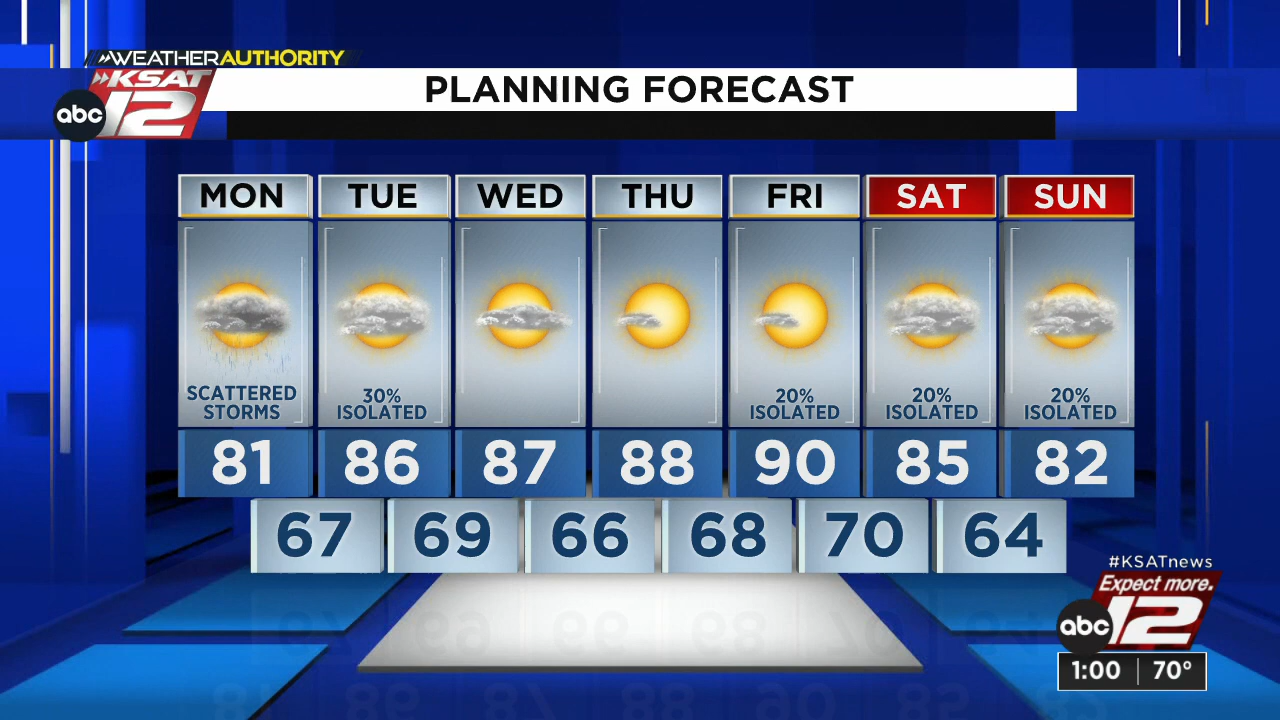 WEATHERAUTHORITY
KSAT
abc 12
PLANNING FORECAST
MON TUE WED THU FRI SAT SUN
SCATTERED STORMS
30% ISOLATED
20% ISOLATED
20% ISOLATED
20% ISOLATED
81 86 87 88 90 85 82
67 69 66 68 70 64
#KSATnews
Expect more.
abc 12
1:00 70°